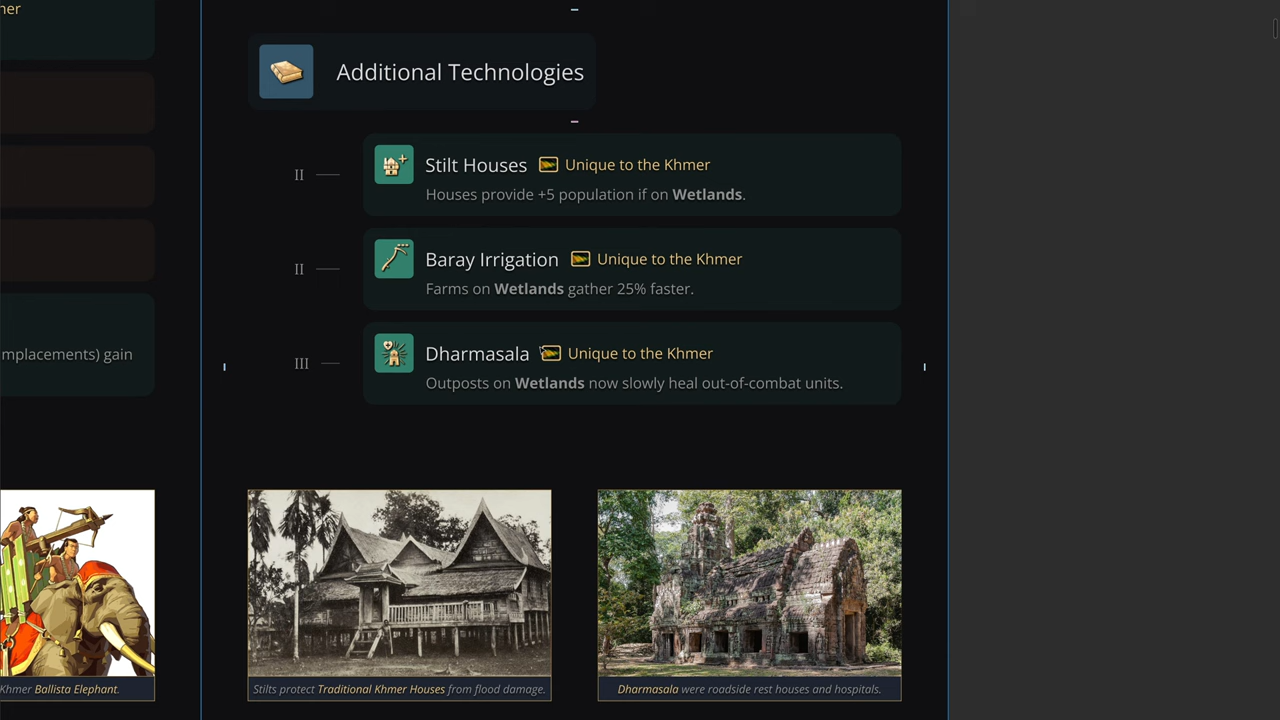 her
Additional Technologies
II
Stilt Houses Unique to the Khmer
Houses provide +5 population if on Wetlands.
II
Baray Irrigation Unique to the Khmer
Farms on Wetlands gather 25% faster.
mplacements) gain
III
Dharmasala Unique to the Khmer
Outposts on Wetlands now slowly heal out-of-combat units.
Khmer Ballista Elephant.
Stilts protect Traditional Khmer Houses from flood damage.
Dharmasala were roadside rest houses and hospitals.